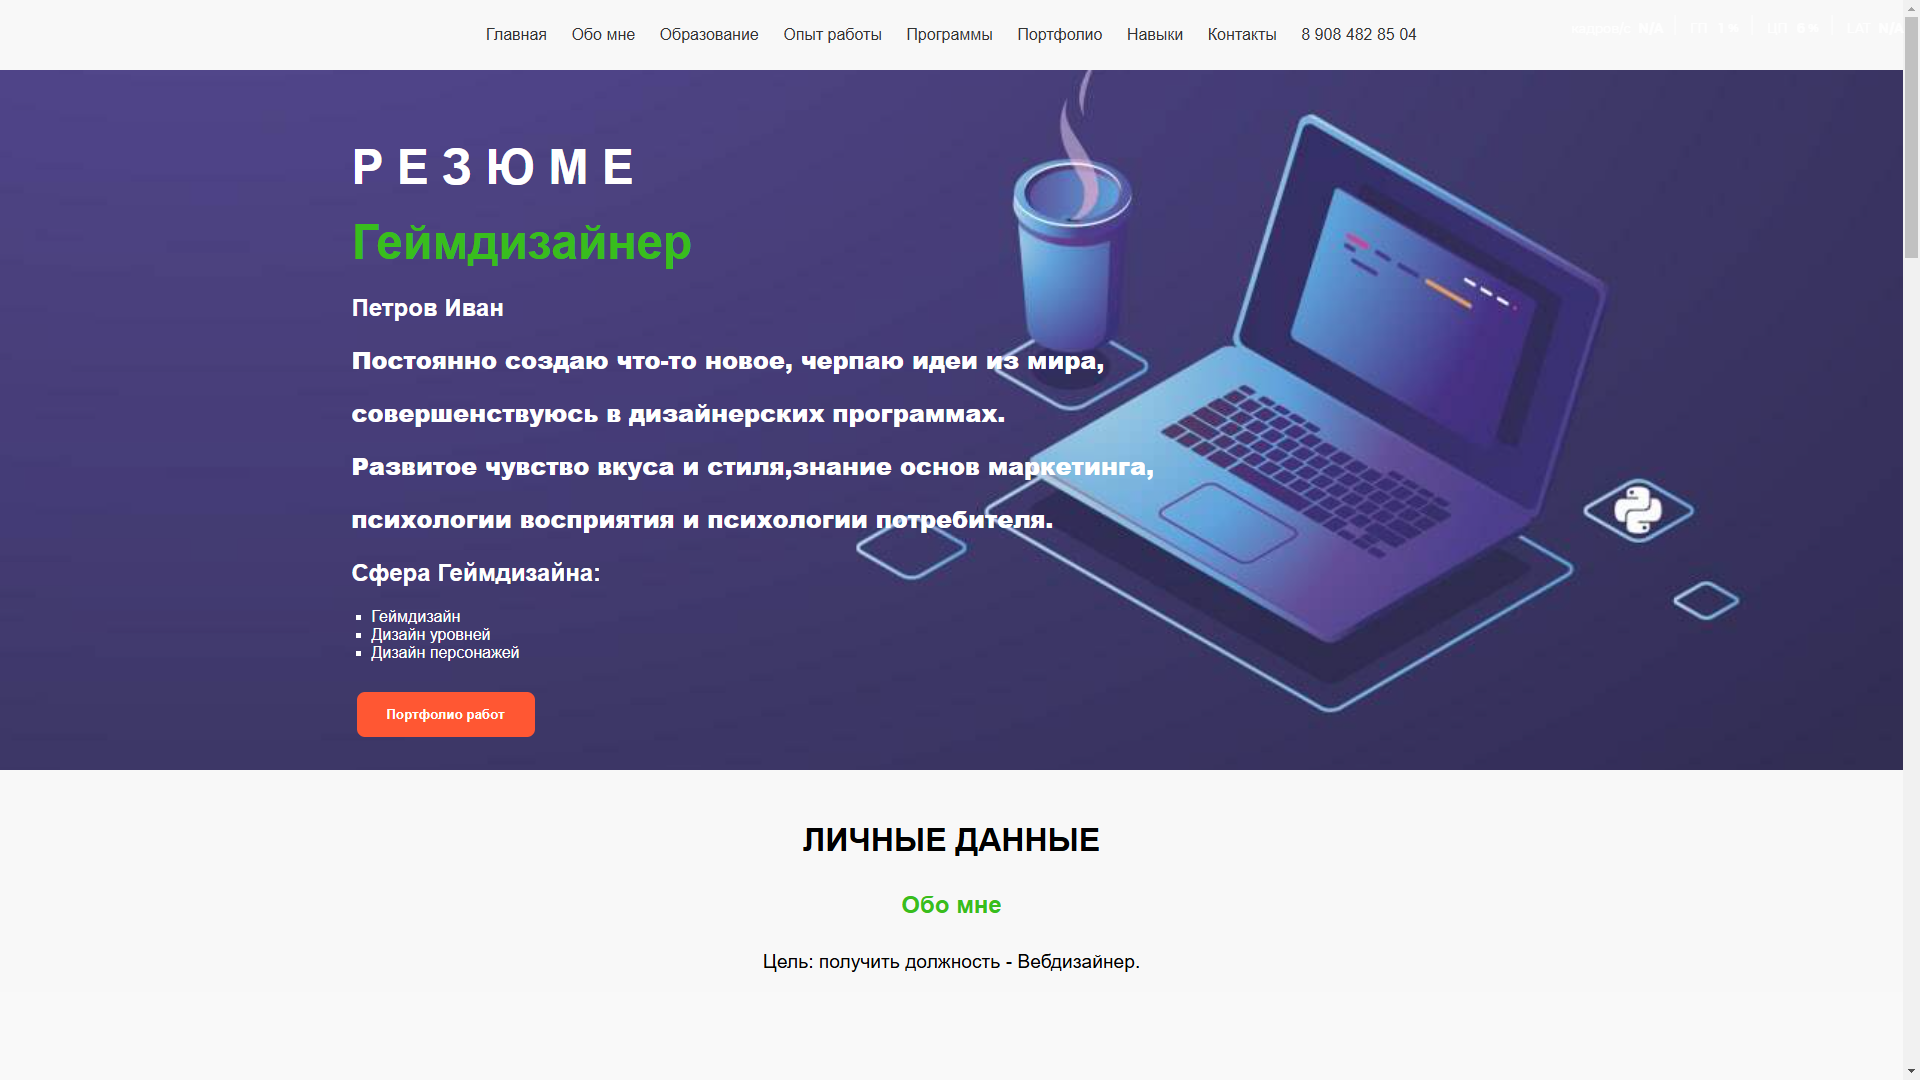 Главная Обо мне Образование Опыт работы Программы Портфолио Навыки Контакты 8 908 482 85 04
N/A 1 % 6 % N/A
Р Е З Ю М Е
Геймдизайнер
Петров Иван
Постоянно создаю что-то новое, черпаю идеи из мира,
совершенствуюсь в дизайнерских программах.
Развитое чувство вкуса и стиля,знание основ маркетинга,
психологии восприятия и психологии потребителя.
Сфера Геймдизайна:
Геймдизайн
Дизайн уровней
Дизайн персонажей
Портфолио работ
ЛИЧНЫЕ ДАННЫЕ
Обо мне
Цель: получить должность - Вебдизайнер.